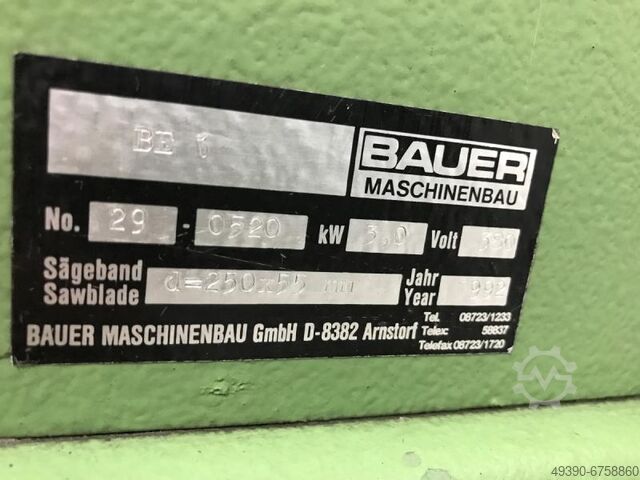 BE
BAUER
MASCHINENBAU
No. 29 - 0520 kW 3,0 Volt 380
Sägeband
Sawblade d=250x55 mm Jahr
Year 1992
BAUER MASCHINENBAU GmbH D-8382 Arnstorf
Tel. 08723/1233
Telex: 58837
Telefax 08723/1720
49390-6758860